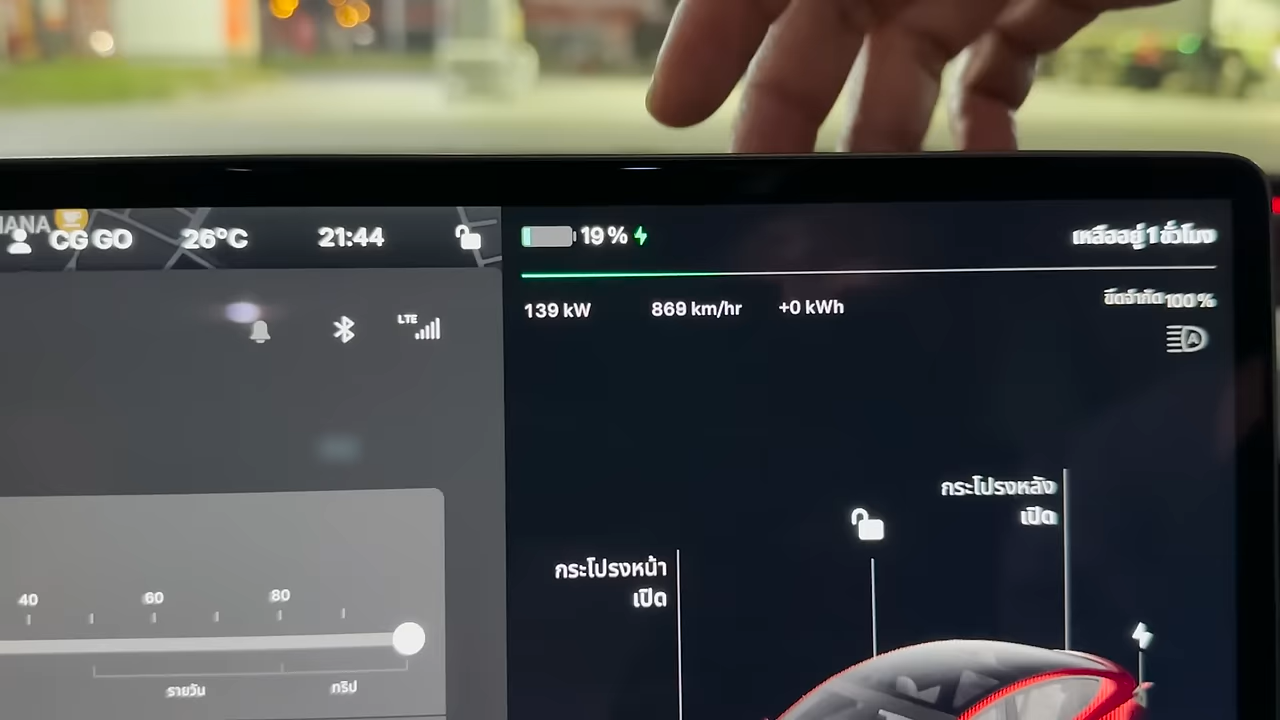 IANA
CG GO 26°C 21:44
19 % เหลืออยู่ 1 ชั่วโมง
139 kW 869 km/hr +0 kWh
ขีดจำกัด 100 %
A
LTE
กระโปรงหลัง
เปิด
กระโปรงหน้า
เปิด
40 60 80
รายวัน ทริป